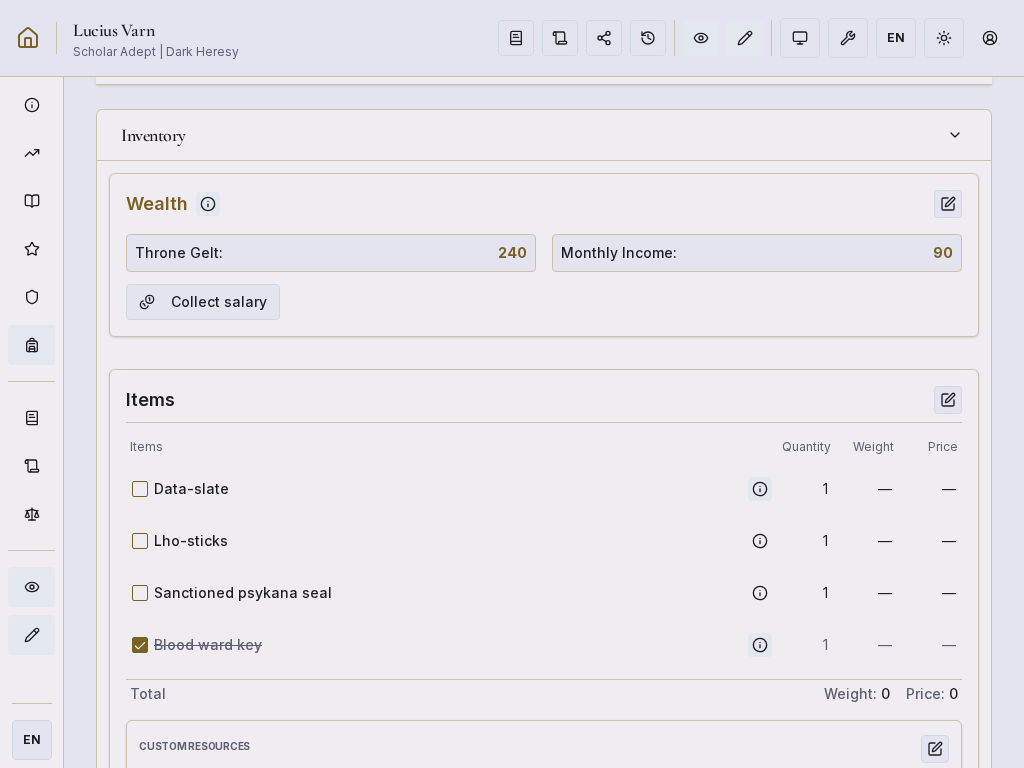 Lucius Varn
Scholar Adept | Dark Heresy
EN
Inventory
Wealth
Throne Gelt: 240
Monthly Income: 90
Collect salary
Items
Items Quantity Weight Price
Data-slate 1 — —
Lho-sticks 1 — —
Sanctioned psykana seal 1 — —
Blood ward key 1 — —
Total Weight: 0 Price: 0
CUSTOM RESOURCES
EN